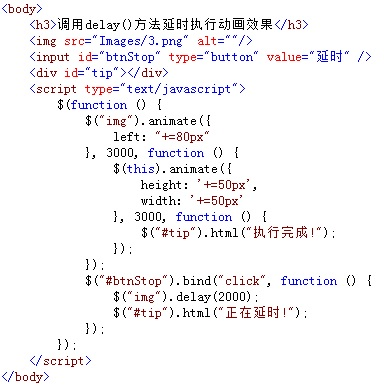 <body>
    <h3>调用delay()方法延时执行动画效果</h3>
    <img src="Images/3.png" alt=""/>
    <input id="btnStop" type="button" value="延时" />
    <div id="tip"></div>
    <script type="text/javascript">
        $(function () {
            $("img").animate({
                left: "+=80px"
            }, 3000, function () {
                $(this).animate({
                    height: '+=50px',
                    width: '+=50px'
                }, 3000, function () {
                    $("#tip").html("执行完成!");
                });
            });
            $("#btnStop").bind("click", function () {
                $("img").delay(2000);
                $("#tip").html("正在延时!");
            });
        });
    </script>
</body>